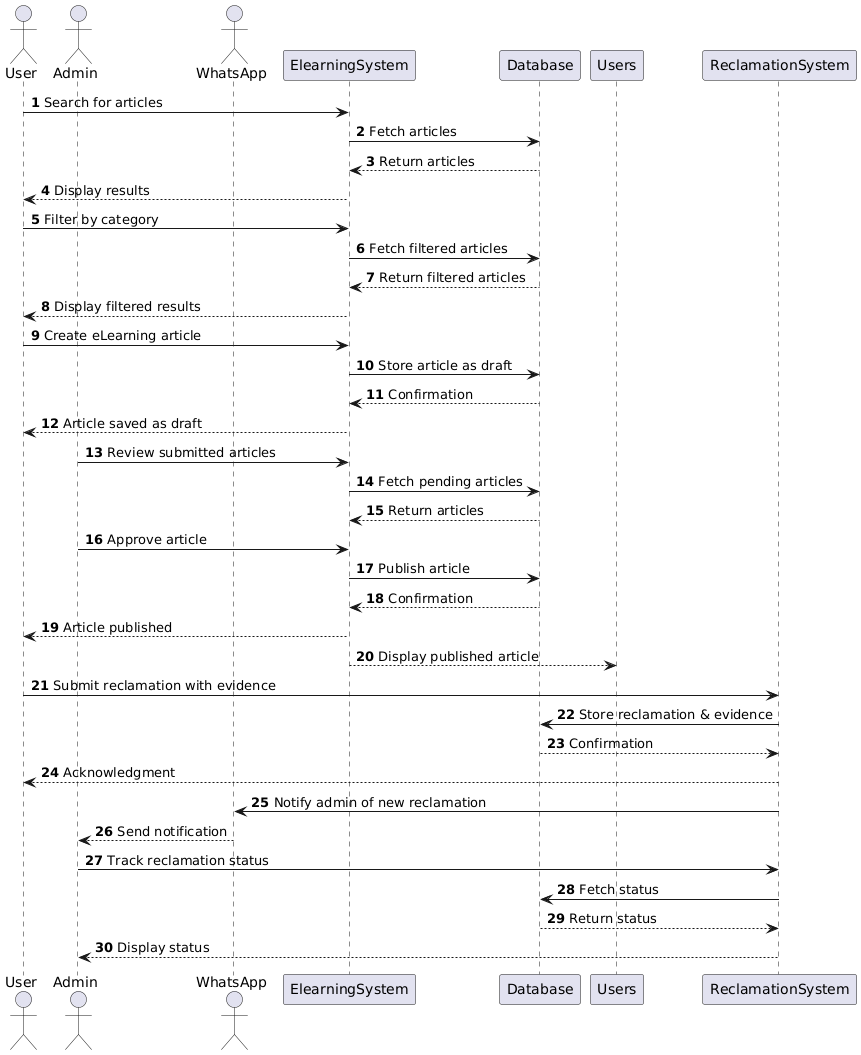 User
Admin
WhatsApp
ElearningSystem
Database
Users
ReclamationSystem
1 Search for articles
2 Fetch articles
3 Return articles
4 Display results
5 Filter by category
6 Fetch filtered articles
7 Return filtered articles
8 Display filtered results
9 Create eLearning article
10 Store article as draft
11 Confirmation
12 Article saved as draft
13 Review submitted articles
14 Fetch pending articles
15 Return articles
16 Approve article
17 Publish article
18 Confirmation
19 Article published
20 Display published article
21 Submit reclamation with evidence
22 Store reclamation & evidence
23 Confirmation
24 Acknowledgment
25 Notify admin of new reclamation
26 Send notification
27 Track reclamation status
28 Fetch status
29 Return status
30 Display status
User
Admin
WhatsApp
ElearningSystem
Database
Users
ReclamationSystem